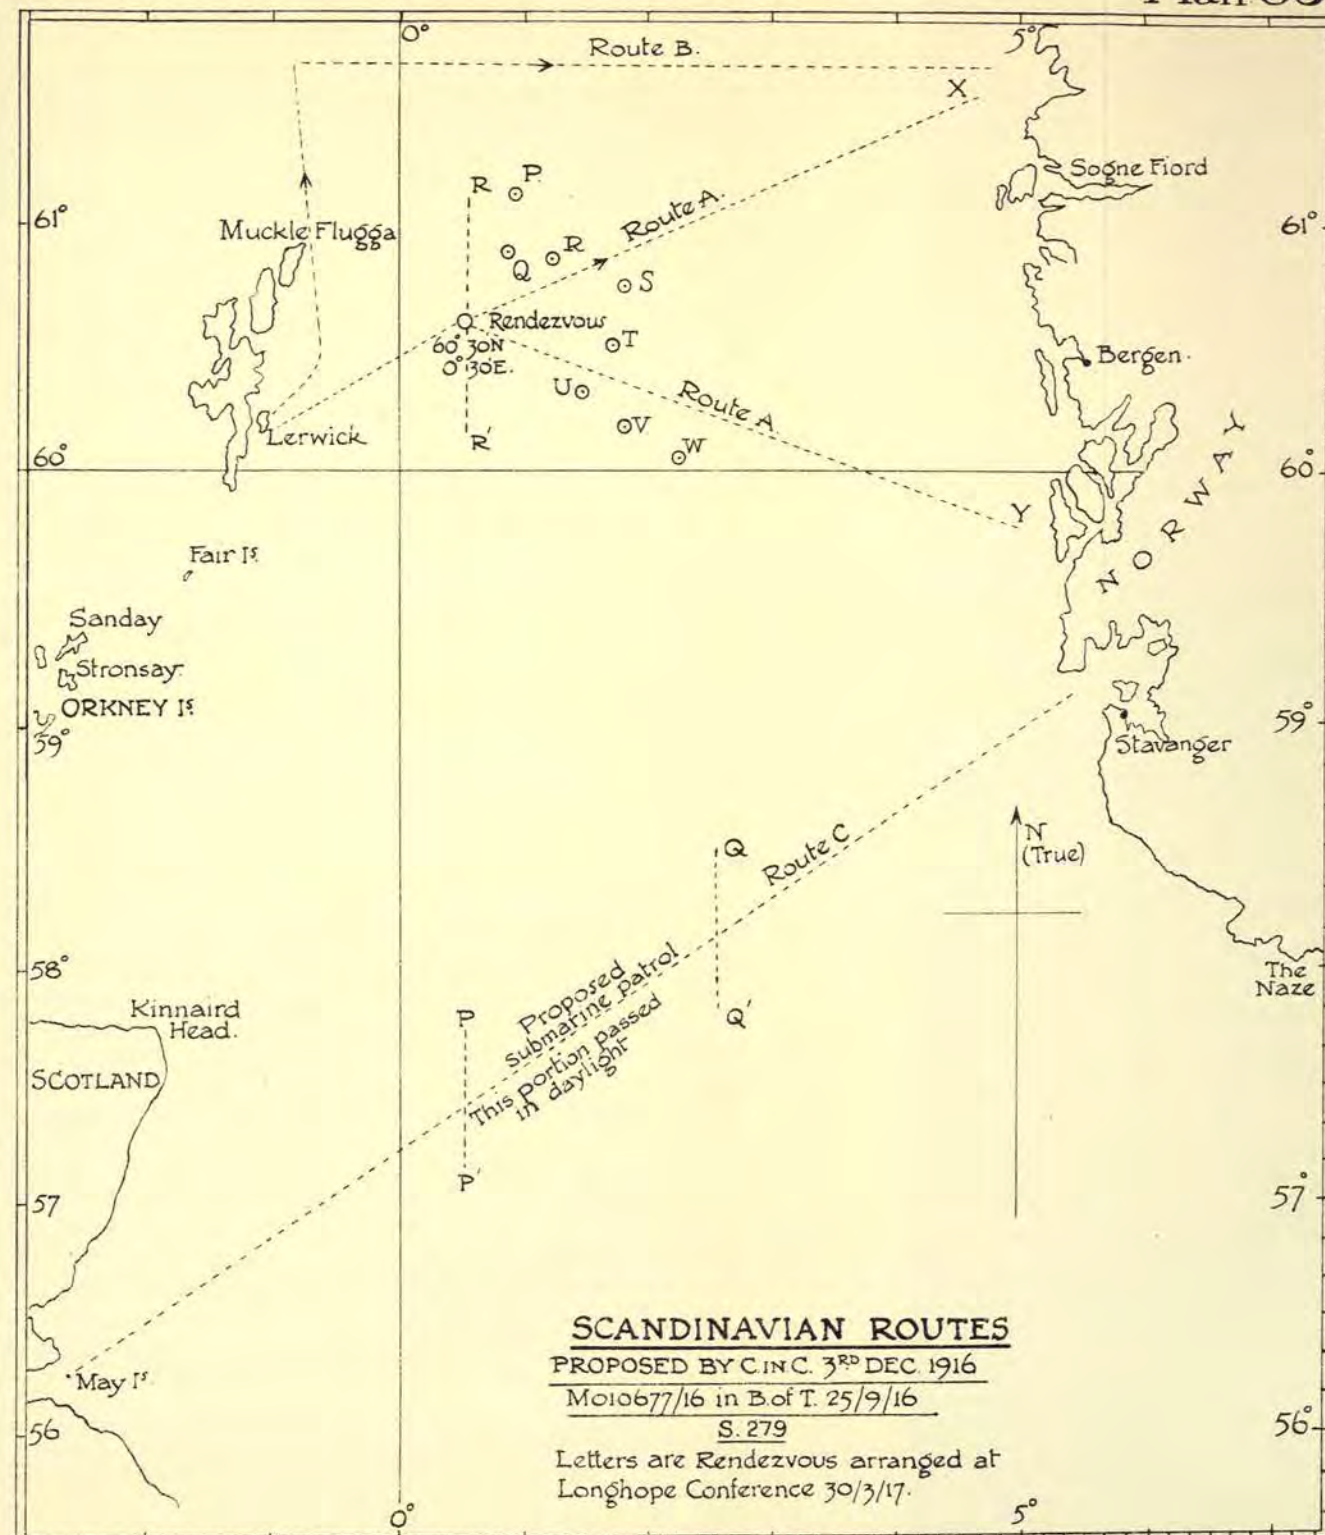 0°
5°
Route B.
X
Sogne Fiord
R
P.
61°
61°
Muckle Flugga
Route A.
Q
R
S
Rendezvous
60° 30'N
0° 30'E.
T
Bergen.
U
Route A
Lerwick
R'
V
W
60°
60°
Y
NORWAY
Fair Is.
Sanday
Stronsay.
ORKNEY Is.
59°
59°
Stavanger
N
(True)
Q
Route C
58°
The
Naze
Kinnaird
Head.
P
Proposed
Submarine patrol
This portion passed
in daylight
Q'
SCOTLAND
P'
57
57°
SCANDINAVIAN ROUTES
PROPOSED BY C.IN C. 3RD DEC. 1916
M010677/16 in B.of T. 25/9/16
S. 279
Letters are Rendezvous arranged at
Longhope Conference 30/3/17.
May Is
56
56°
0°
5°